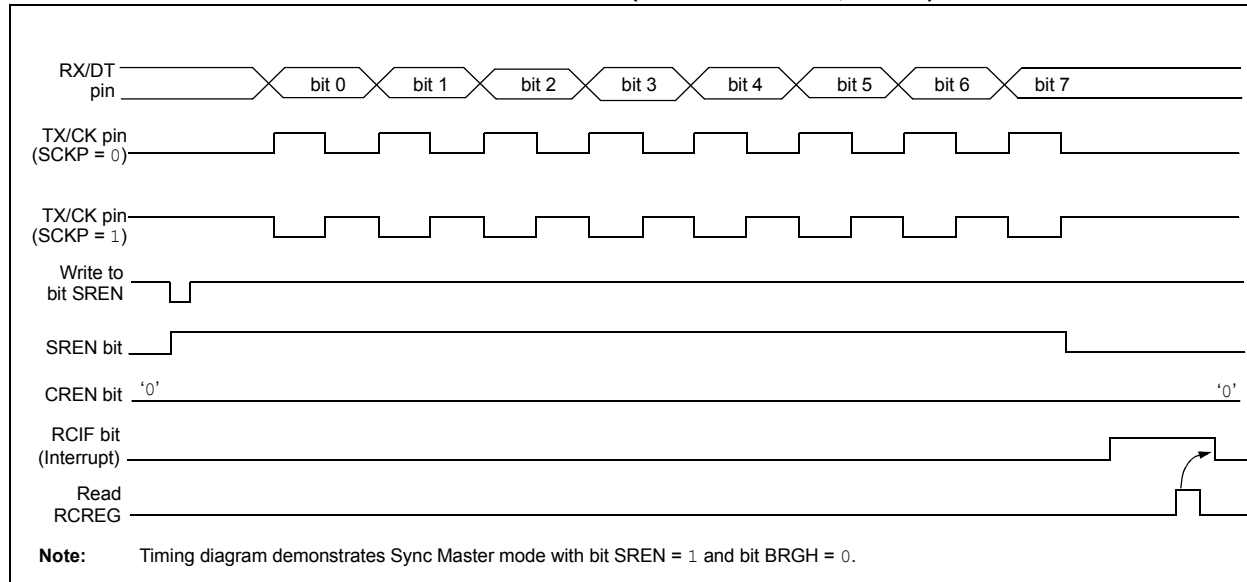 RX/DT
pin
bit 0 bit 1 bit 2 bit 3 bit 4 bit 5 bit 6 bit 7
TX/CK pin
(SCKP = 0)
TX/CK pin
(SCKP = 1)
Write to
bit SREN
SREN bit
CREN bit ‘0’ ‘0’
RCIF bit
(Interrupt)
Read
RCREG
Note: Timing diagram demonstrates Sync Master mode with bit SREN = 1 and bit BRGH = 0.